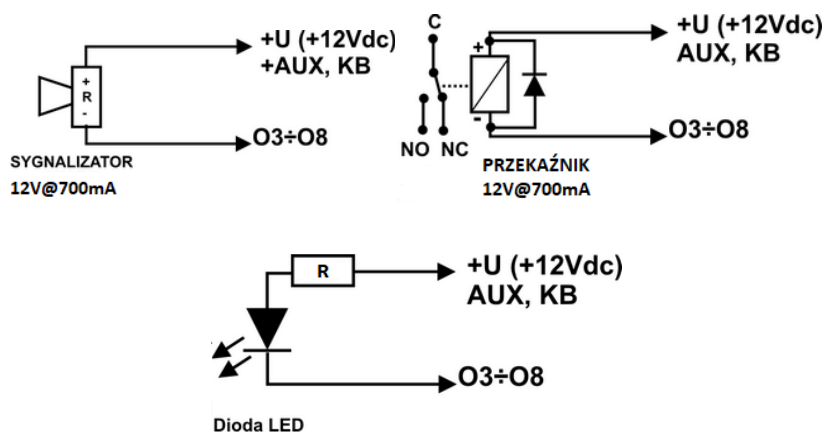 +U (+12Vdc)
+AUX, KB
+
R
-
O3÷O8
SYGNALIZATOR
12V@700mA
C
+
-
NO NC
+U (+12Vdc)
AUX, KB
O3÷O8
PRZEKAŹNIK
12V@700mA
R
+U (+12Vdc)
AUX, KB
O3÷O8
Dioda LED